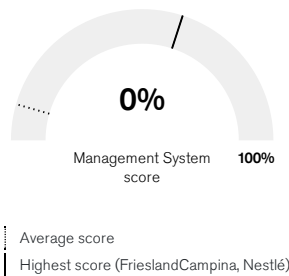 0%
Management System 100%
score
Average score
Highest score (FrieslandCampina, Nestlé)